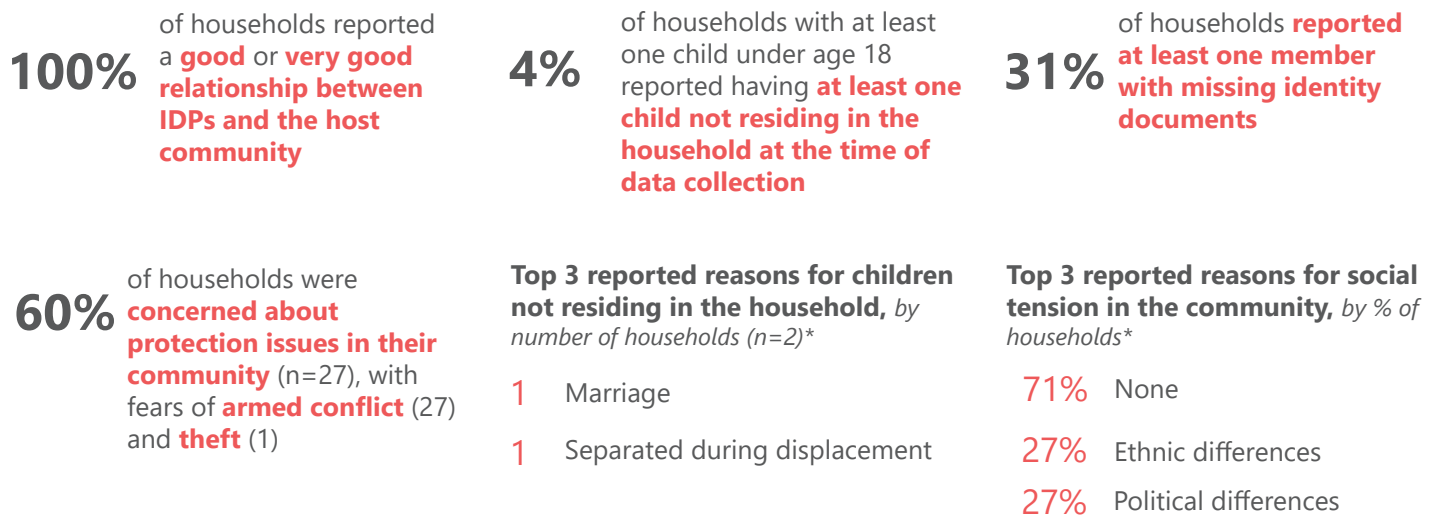 100%
of households reported
a good or very good
relationship between
IDPs and the host
community
4%
of households with at least
one child under age 18
reported having at least one
child not residing in the
household at the time of
data collection
31%
of households reported
at least one member
with missing identity
documents
60%
of households were
concerned about
protection issues in their
community (n=27), with
fears of armed conflict (27)
and theft (1)
Top 3 reported reasons for children
not residing in the household, by
number of households (n=2)*
1 Marriage
1 Separated during displacement
Top 3 reported reasons for social
tension in the community, by % of
households*
71% None
27% Ethnic differences
27% Political differences